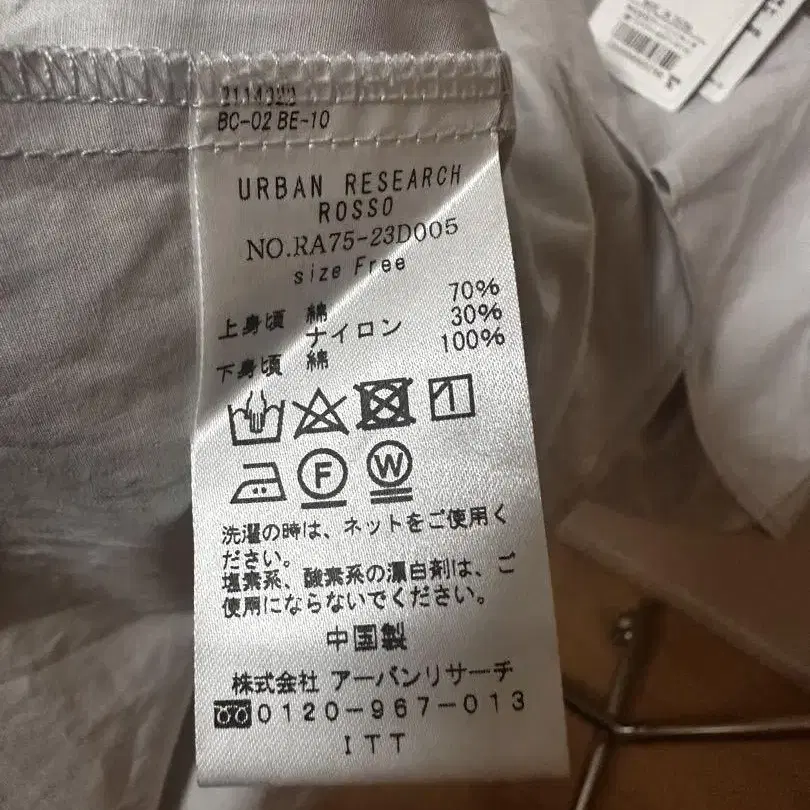 BC-02 BE-10
URBAN RESEARCH
ROSSO
NO.RA75-23D005
size Free
上身頃 綿 70%
ナイロン 30%
下身頃 綿 100%
F W
洗濯の時は、ネットをご使用く
ださい。
塩素系、酸素系の漂白剤は、ご
使用にならないでください。
中国製
株式会社 アーバンリサーチ
0120-967-013
ITT